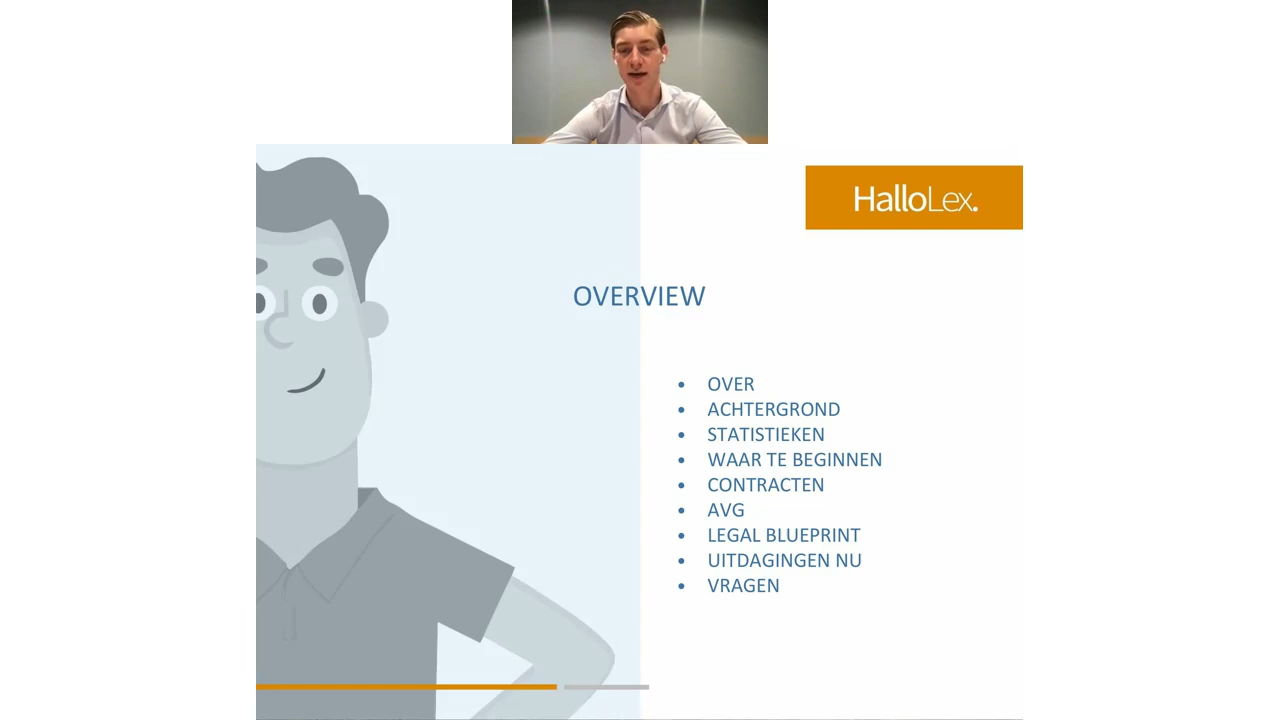 HalloLex.
OVERVIEW
• OVER
• ACHTERGROND
• STATISTIEKEN
• WAAR TE BEGINNEN
• CONTRACTEN
• AVG
• LEGAL BLUEPRINT
• UITDAGINGEN NU
• VRAGEN